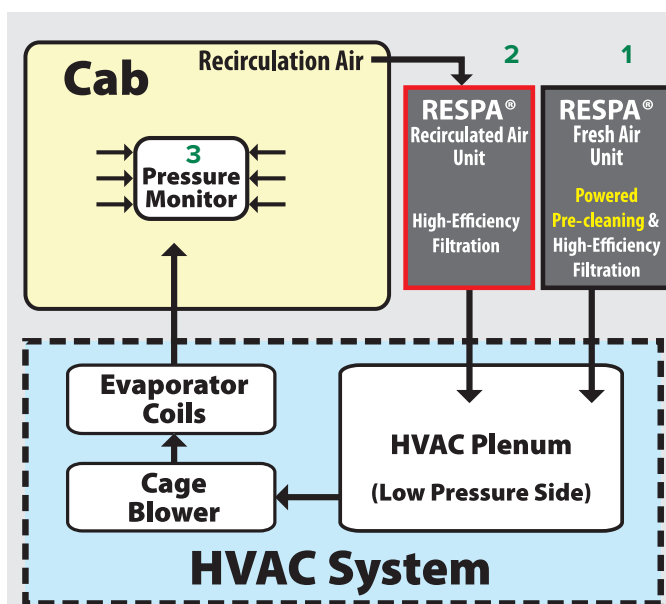 Cab
Recirculation Air
3
Pressure
Monitor
2
RESPA®
Recirculated Air
Unit
High-Efficiency
Filtration
1
RESPA®
Fresh Air
Unit
Powered
Pre-cleaning &
High-Efficiency
Filtration
Evaporator
Coils
Cage
Blower
HVAC Plenum
(Low Pressure Side)
HVAC System